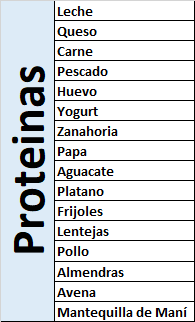 Proteinas
Leche
Queso
Carne
Pescado
Huevo
Yogurt
Zanahoria
Papa
Aguacate
Platano
Frijoles
Lentejas
Pollo
Almendras
Avena
Mantequilla de Maní